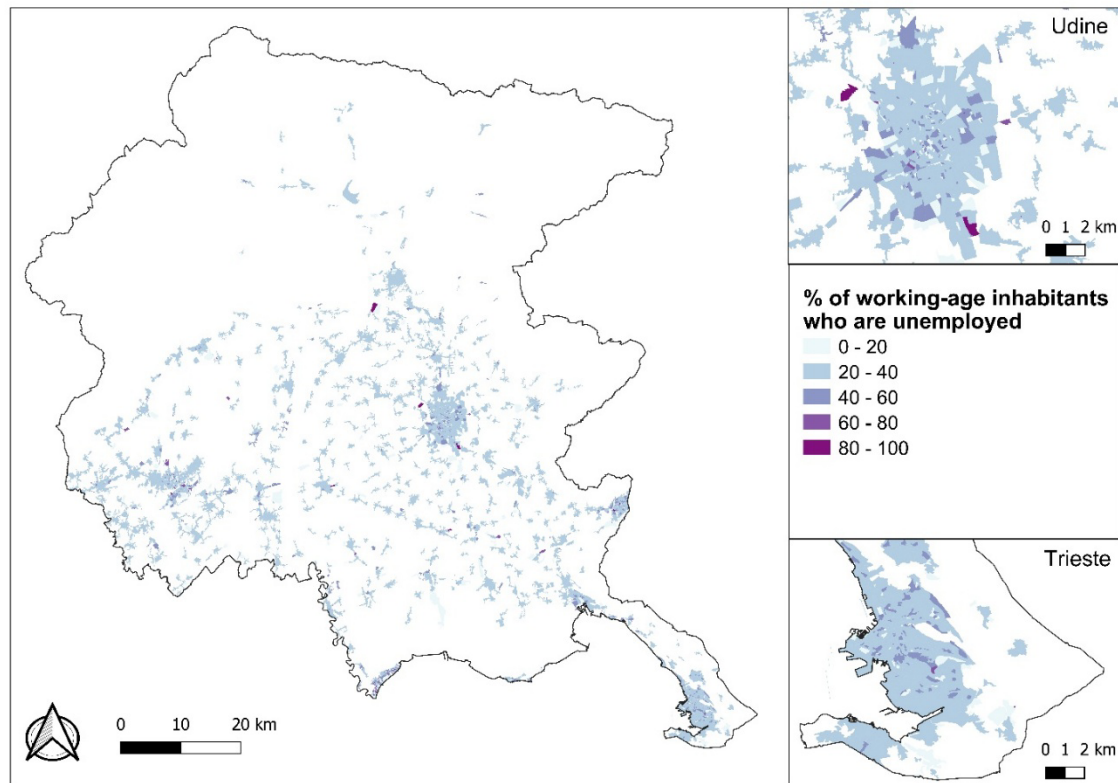 Udine
0 1 2 km
% of working-age inhabitants
who are unemployed
0 - 20
20 - 40
40 - 60
60 - 80
80 - 100
Trieste
0 1 2 km
0 10 20 km